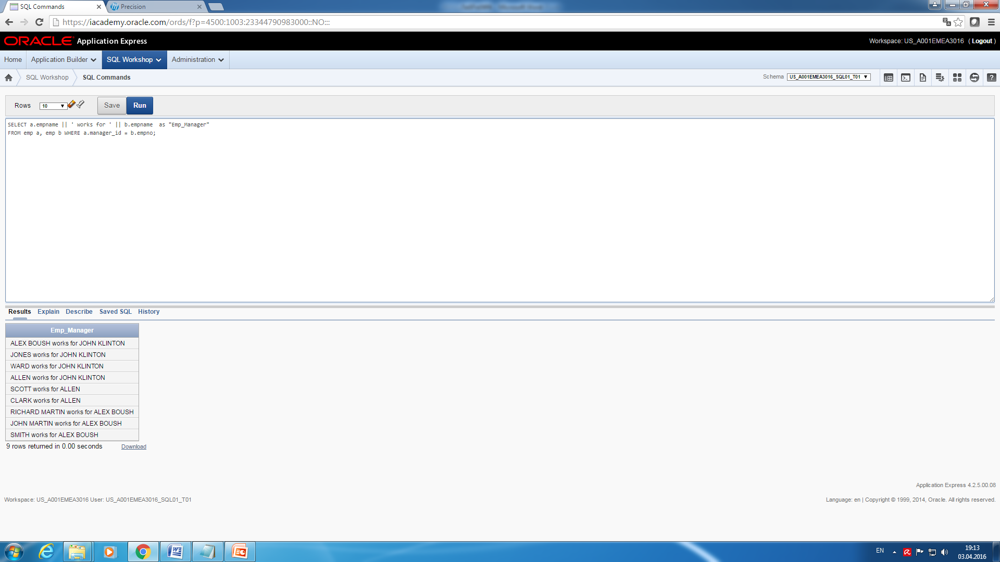 SQL Commands
Precision
https://iacademy.oracle.com/ords/f?p=4500:1003:23344790983000::NO:::
ORACLE Application Express
Workspace: US_A001EMEA3016 ( Logout )
Home Application Builder SQL Workshop Administration
SQL Workshop SQL Commands
Schema US_A001EMEA3016_SQL01_T01
Rows 10 Save Run
SELECT a.empname || ' works for ' || b.empname  as "Emp_Manager"
FROM emp a, emp b WHERE a.manager_id = b.empno;
Results Explain Describe Saved SQL History
Emp_Manager
ALEX BOUSH works for JOHN KLINTON
JONES works for JOHN KLINTON
WARD works for JOHN KLINTON
ALLEN works for JOHN KLINTON
SCOTT works for ALLEN
CLARK works for ALLEN
RICHARD MARTIN works for ALEX BOUSH
JOHN MARTIN works for ALEX BOUSH
SMITH works for ALEX BOUSH
9 rows returned in 0.00 seconds Download
Application Express 4.2.5.00.08
Workspace: US_A001EMEA3016 User: US_A001EMEA3016_SQL01_T01
Language: en | Copyright © 1999, 2014, Oracle. All rights reserved.
EN
19:13
03.04.2016